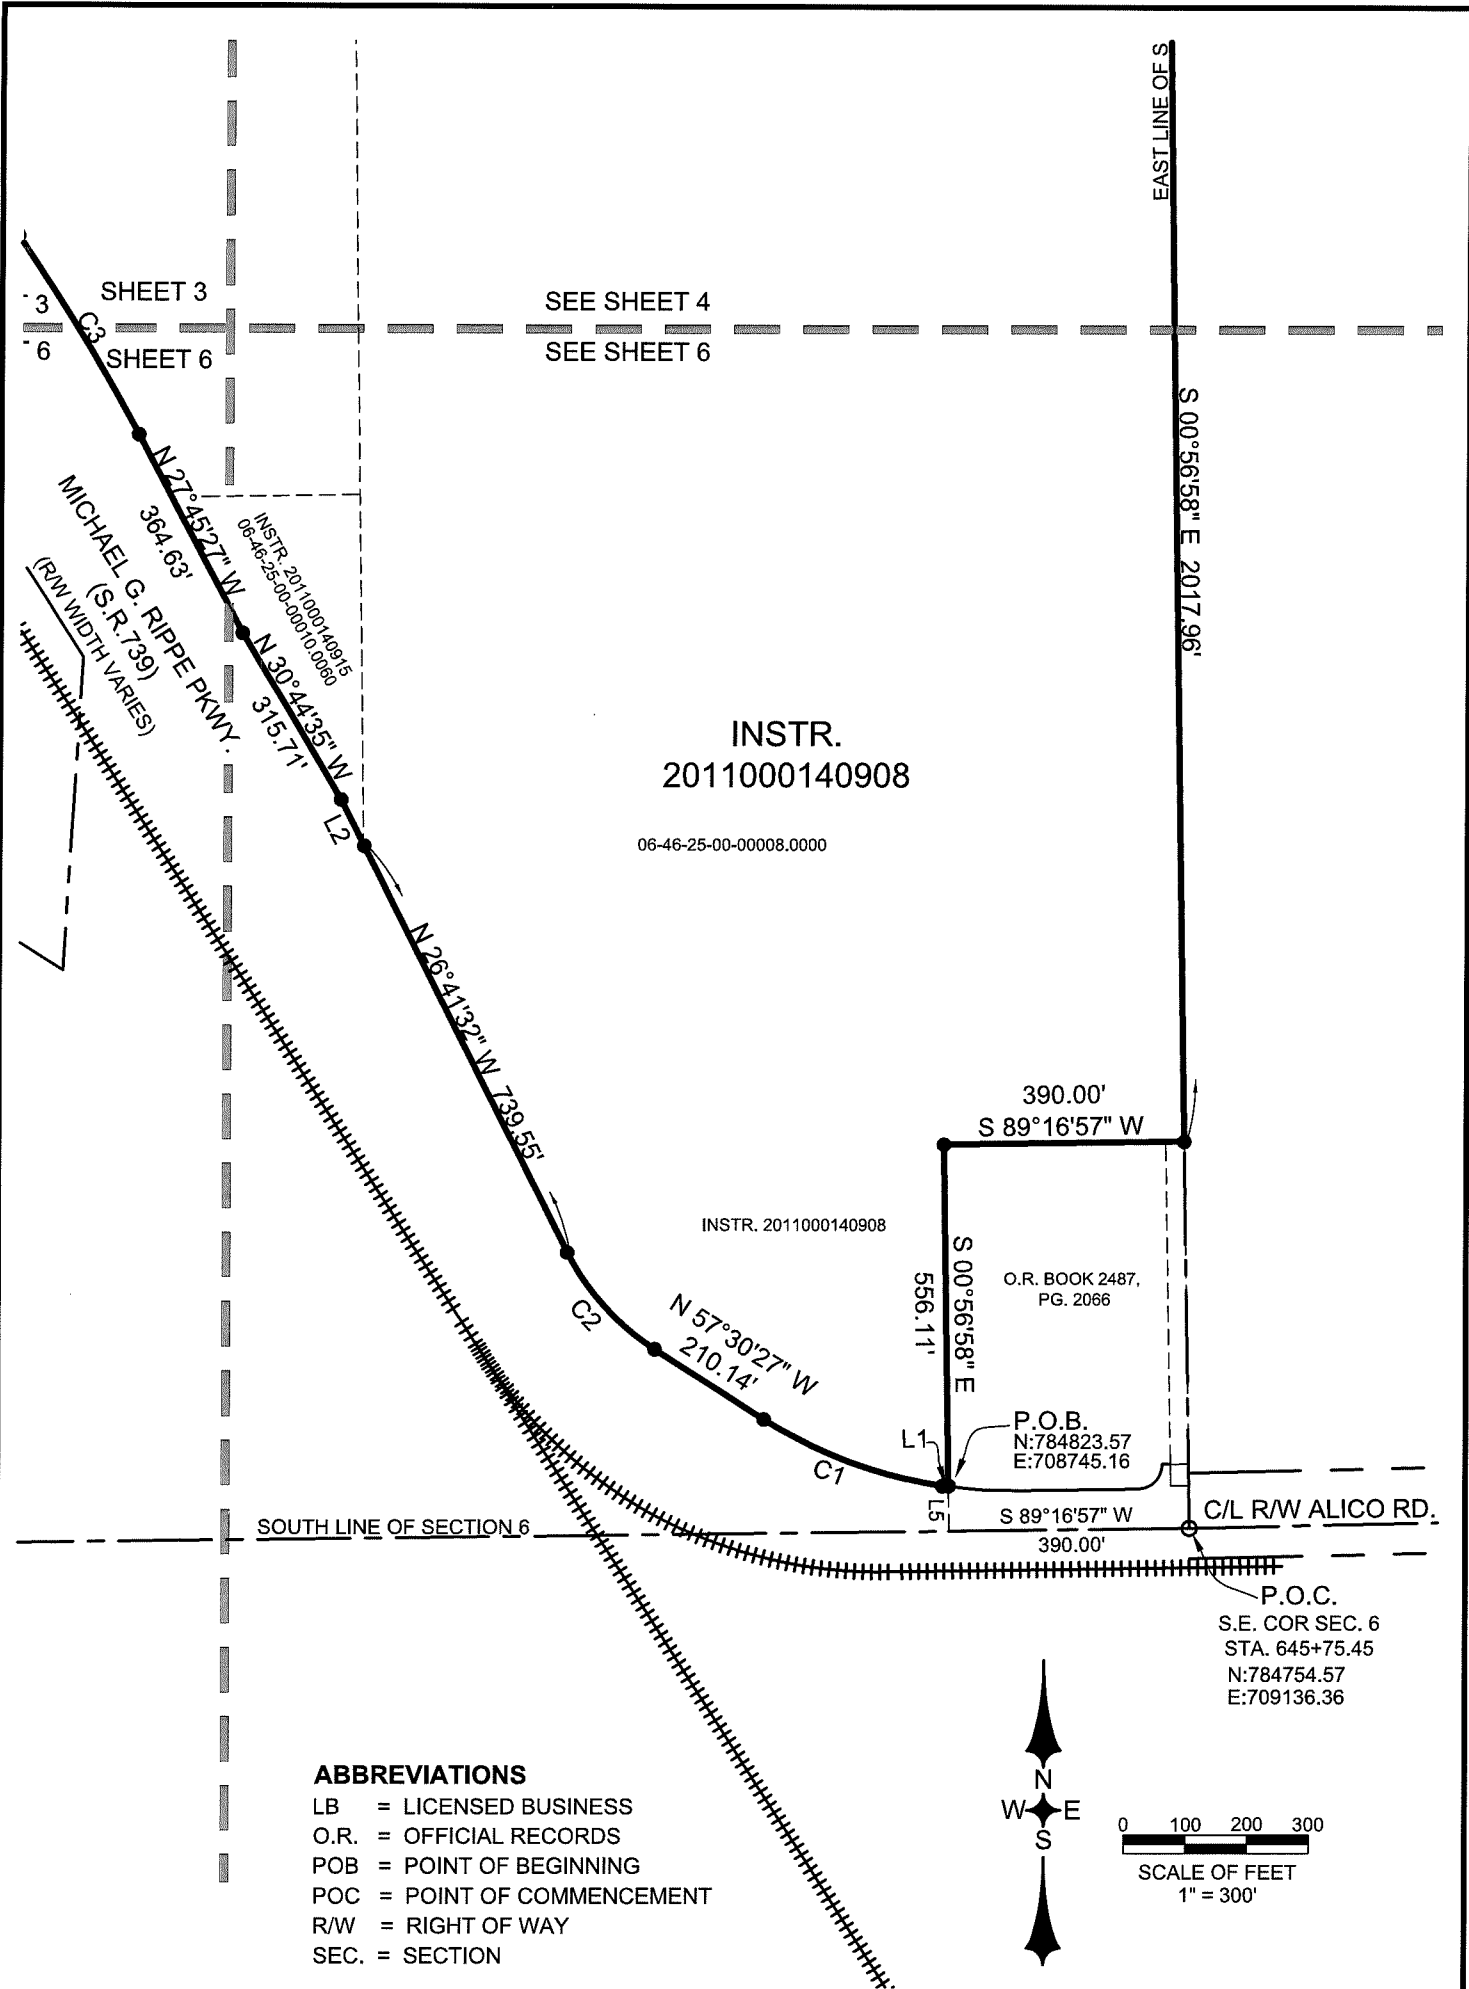 EAST LINE OF S
SHEET 3
SEE SHEET 4
3
C3
6
SHEET 6
SEE SHEET 6
S 00°56'58" E 2017.96'
N 27°45'27" W
364.63'
INSTR. 2011000140915
06-46-25-00-00010.0060
MICHAEL G. RIPPE PKWY.
(S.R.739)
(R/W WIDTH VARIES)
N 30°44'35" W
315.71'
L2
INSTR.
2011000140908
06-46-25-00-00008.0000
N 26°41'32" W 739.55'
390.00'
S 89°16'57" W
INSTR. 2011000140908
S 00°56'58" E
556.11'
O.R. BOOK 2487,
PG. 2066
C2
N 57°30'27" W
210.14'
P.O.B.
N:784823.57
E:708745.16
L1
C1
L5
S 89°16'57" W
390.00'
C/L R/W ALICO RD.
SOUTH LINE OF SECTION 6
P.O.C.
S.E. COR SEC. 6
STA. 645+75.45
N:784754.57
E:709136.36
ABBREVIATIONS
LB = LICENSED BUSINESS
O.R. = OFFICIAL RECORDS
POB = POINT OF BEGINNING
POC = POINT OF COMMENCEMENT
R/W = RIGHT OF WAY
SEC. = SECTION
N
W E
S
0 100 200 300
SCALE OF FEET
1" = 300'